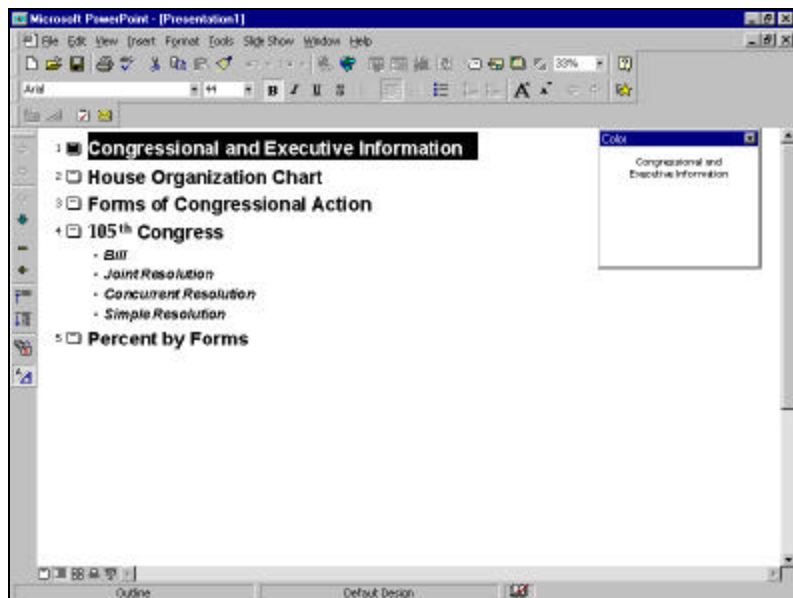 Microsoft PowerPoint - [Presentation1]
File Edit View Insert Format Tools Slide Show Window Help
33%
Arial 44 B I U S A A
1 Congressional and Executive Information
2 House Organization Chart
3 Forms of Congressional Action
4 105th Congress
- Bill
- Joint Resolution
- Concurrent Resolution
- Simple Resolution
5 Percent by Forms
Color
Congressional and
Executive Information
Outline Default Design